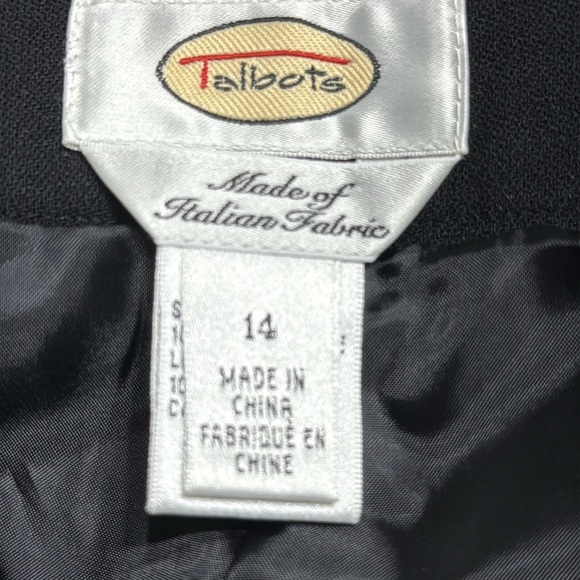 Talbots
Made of
Italian Fabric
14
MADE IN
CHINA
FABRIQUÉ EN
CHINE